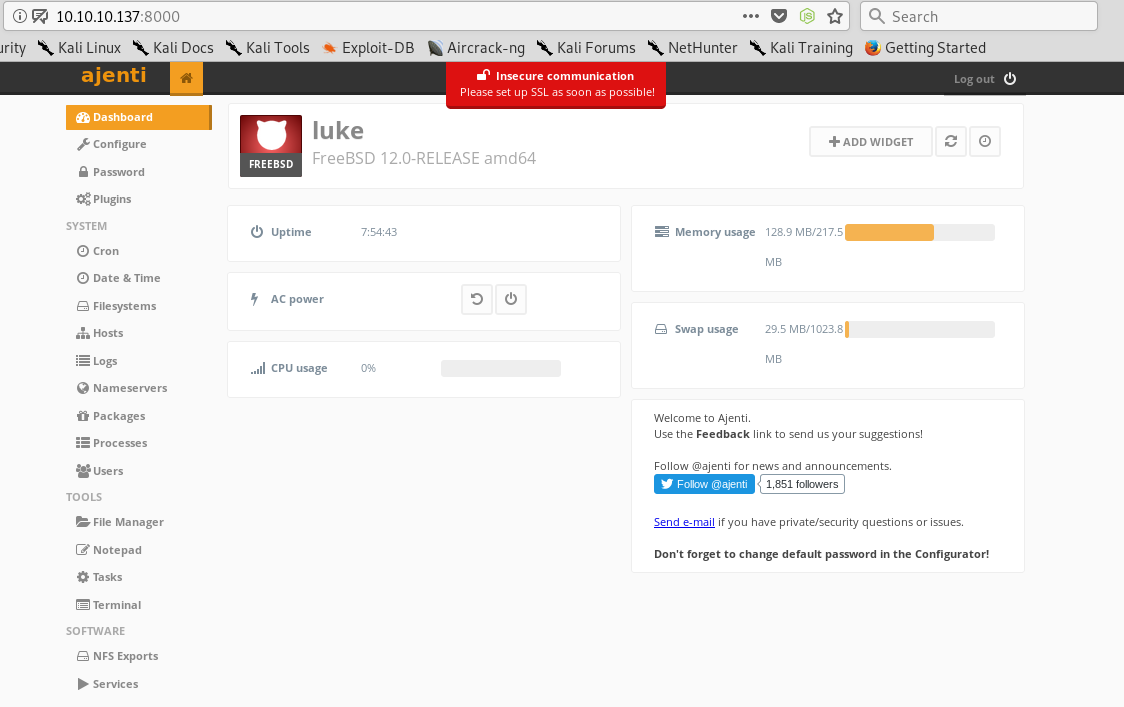 10.10.10.137:8000
Search
urity Kali Linux Kali Docs Kali Tools Exploit-DB Aircrack-ng Kali Forums NetHunter Kali Training Getting Started
ajenti
Insecure communication
Please set up SSL as soon as possible!
Log out
Dashboard
Configure
Password
Plugins
SYSTEM
Cron
Date & Time
Filesystems
Hosts
Logs
Nameservers
Packages
Processes
Users
TOOLS
File Manager
Notepad
Tasks
Terminal
SOFTWARE
NFS Exports
Services
FREEBSD
luke
FreeBSD 12.0-RELEASE amd64
ADD WIDGET
Uptime 7:54:43
AC power
CPU usage 0%
Memory usage 128.9 MB/217.5
MB
Swap usage 29.5 MB/1023.8
MB
Welcome to Ajenti.
Use the Feedback link to send us your suggestions!
Follow @ajenti for news and announcements.
Follow @ajenti 1,851 followers
Send e-mail if you have private/security questions or issues.
Don't forget to change default password in the Configurator!